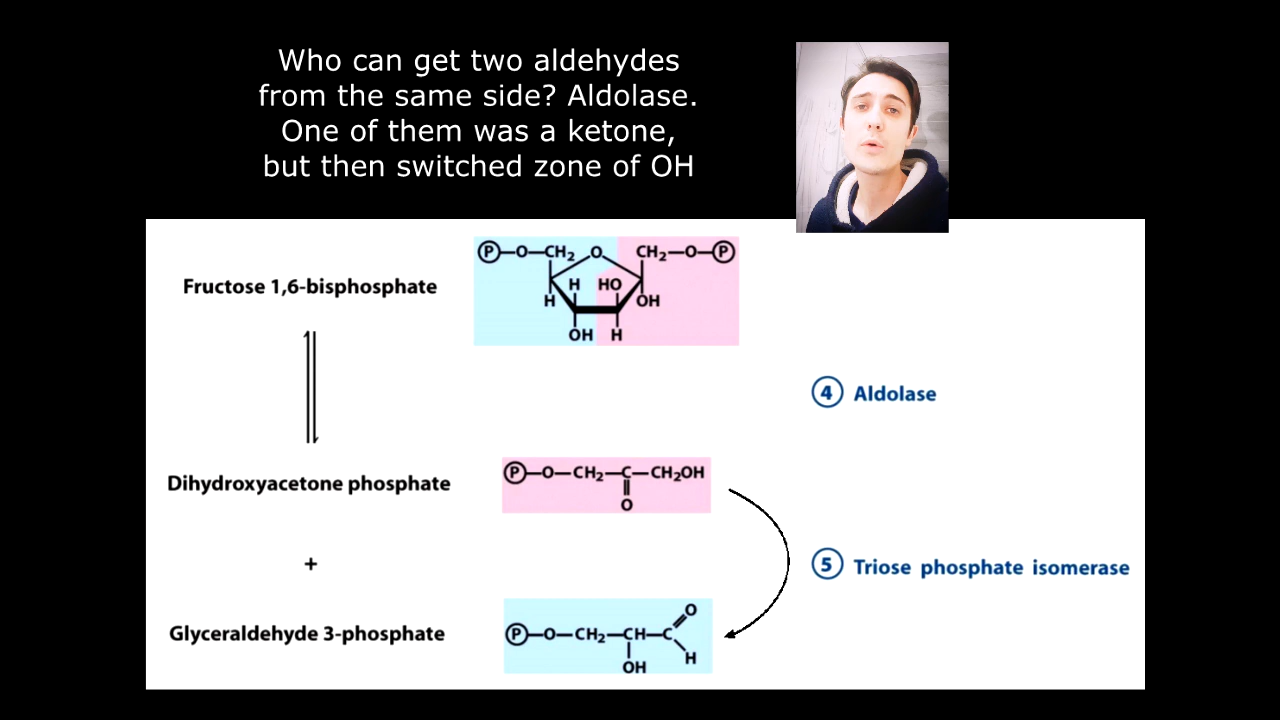 Who can get two aldehydes
from the same side? Aldolase.
One of them was a ketone,
but then switched zone of OH
Fructose 1,6-bisphosphate
P—O—CH₂ O CH₂—O—P
H HO
H OH
OH H
④ Aldolase
Dihydroxyacetone phosphate
P—O—CH₂—C—CH₂OH
O
+
⑤ Triose phosphate isomerase
Glyceraldehyde 3-phosphate
O
P—O—CH₂—CH—C
OH H